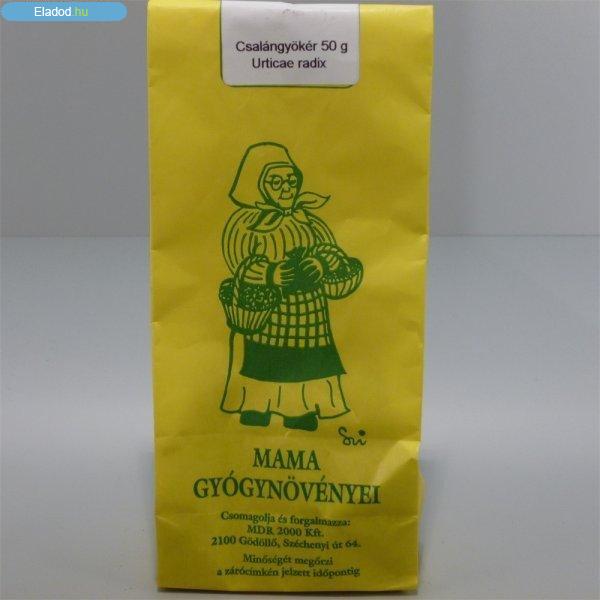 Eladod.hu
Csalángyökér 50 g
Urticae radix
MAMA
GYÓGYNÖVÉNYEI
Csomagolja és forgalmazza:
MDR 2000 Kft.
2100 Gödöllő, Széchenyi út 64.
Minőségét megőrzi
a zárócímkén jelzett időpontig